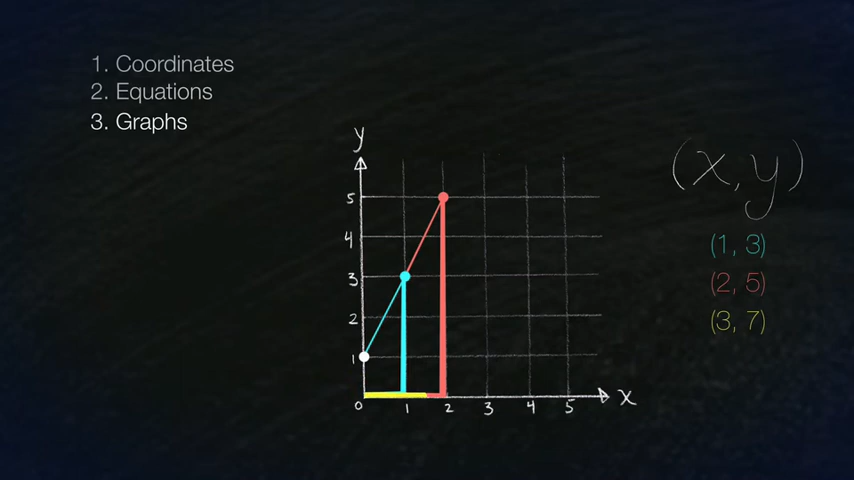 1. Coordinates
2. Equations
3. Graphs
y
(x, y)
5
4
3
2
1
(1, 3)
(2, 5)
(3, 7)
0 1 2 3 4 5 x